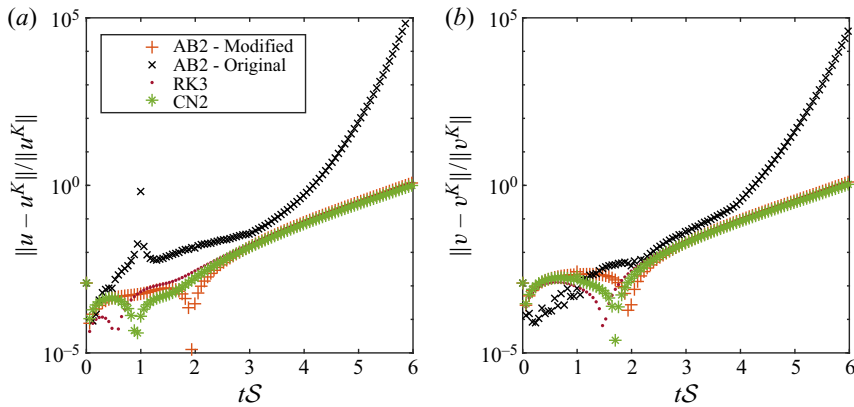 (a)
10^5
10^0
10^{-5}
||u − u^K||/||u^K||
AB2 - Modified
AB2 - Original
RK3
CN2
0 1 2 3 4 5 6
tS
(b)
10^5
10^0
10^{-5}
||v − v^K||/||v^K||
0 1 2 3 4 5 6
tS